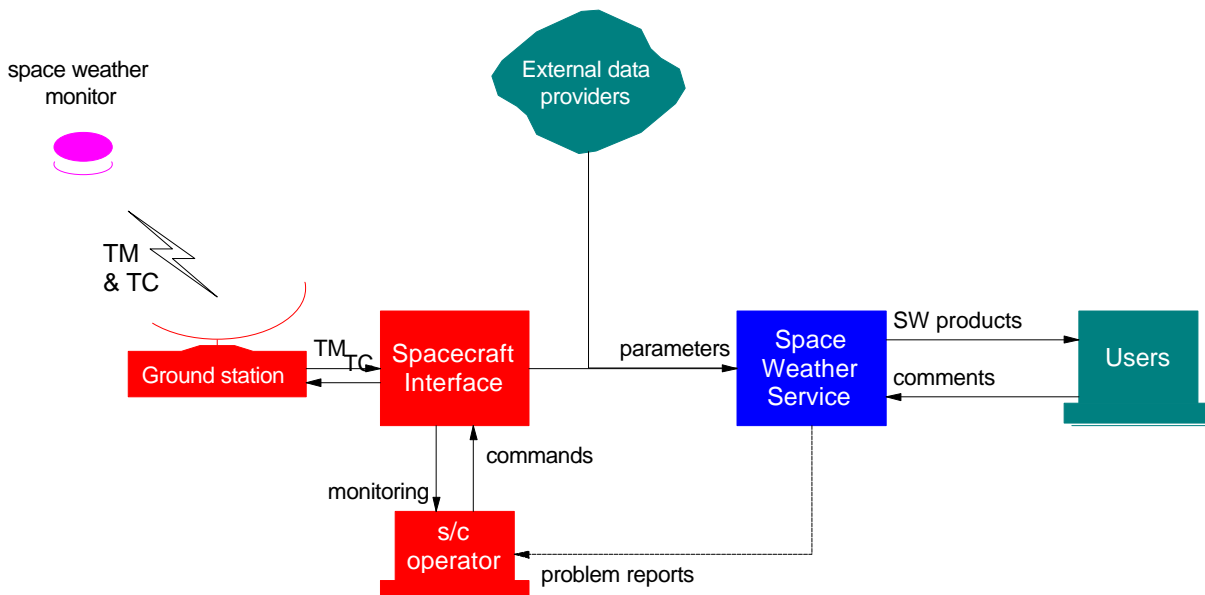 space weather
monitor
External data
providers
TM
& TC
Ground station
TM
TC
Spacecraft
Interface
parameters
Space
Weather
Service
SW products
comments
Users
commands
monitoring
s/c
operator
problem reports